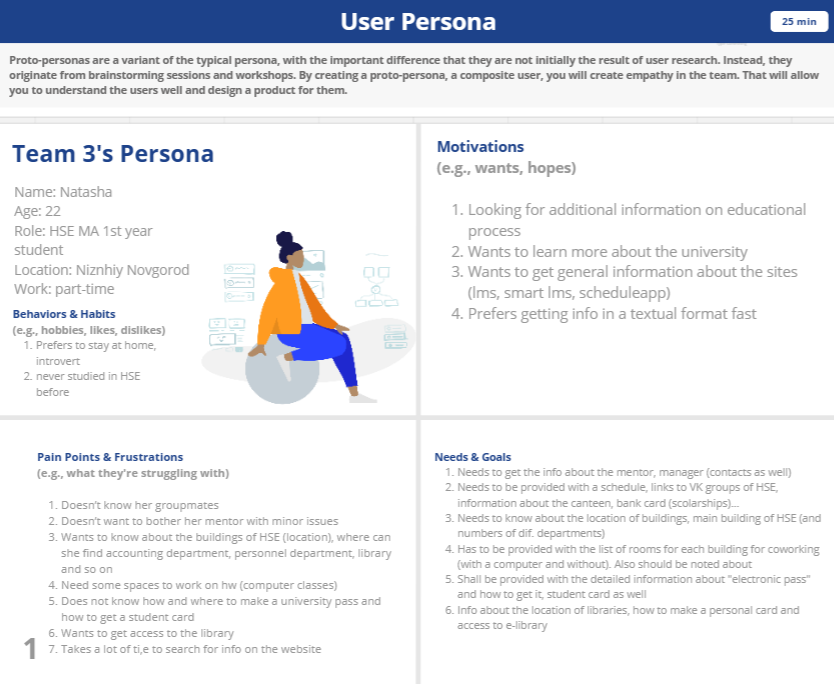 User Persona
25 min
Proto-personas are a variant of the typical persona, with the important difference that they are not initially the result of user research. Instead, they
originate from brainstorming sessions and workshops. By creating a proto-persona, a composite user, you will create empathy in the team. That will allow
you to understand the users well and design a product for them.
Team 3's Persona
Name: Natasha
Age: 22
Role: HSE MA 1st year
student
Location: Niznhiy Novgorod
Work: part-time
Behaviors & Habits
(e.g., hobbies, likes, dislikes)
1. Prefers to stay at home,
introvert
2. never studied in HSE
before
Motivations
(e.g., wants, hopes)
1. Looking for additional information on educational
process
2. Wants to learn more about the university
3. Wants to get general information about the sites
(lms, smart lms, scheduleapp)
4. Prefers getting info in a textual format fast
Pain Points & Frustrations
(e.g., what they're struggling with)
1. Doesn't know her groupmates
2. Doesn't want to bother her mentor with minor issues
3. Wants to know about the buildings of HSE (location), where can
she find accounting department, personnel department, library
and so on
4. Need some spaces to work on hw (computer classes)
5. Does not know how and where to make a university pass and
how to get a student card
6. Wants to get access to the library
7. Takes a lot of ti,e to search for info on the website
1
Needs & Goals
1. Needs to get the info about the mentor, manager (contacts as well)
2. Needs to be provided with a schedule, links to VK groups of HSE,
information about the canteen, bank card (scolarships)...
3. Needs to know about the location of buildings, main building of HSE (and
numbers of dif. departments)
4. Has to be provided with the list of rooms for each building for coworking
(with a computer and without). Also should be noted about
5. Shall be provided with the detailed information about "electronic pass"
and how to get it, student card as well
6. Info about the location of libraries, how to make a personal card and
access to e-library